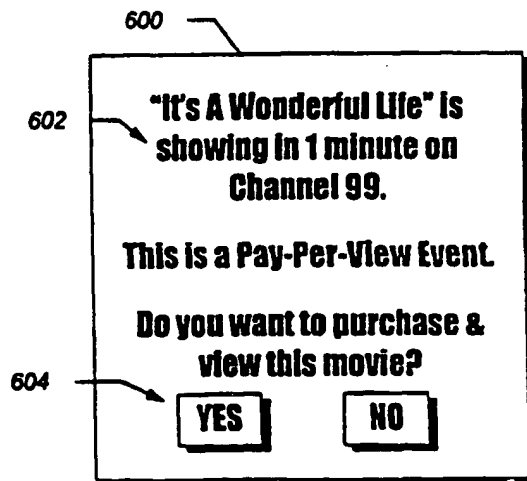 600
602
"It's A Wonderful Life" is
showing in 1 minute on
Channel 99.
This is a Pay-Per-View Event.
Do you want to purchase &
view this movie?
604
YES NO